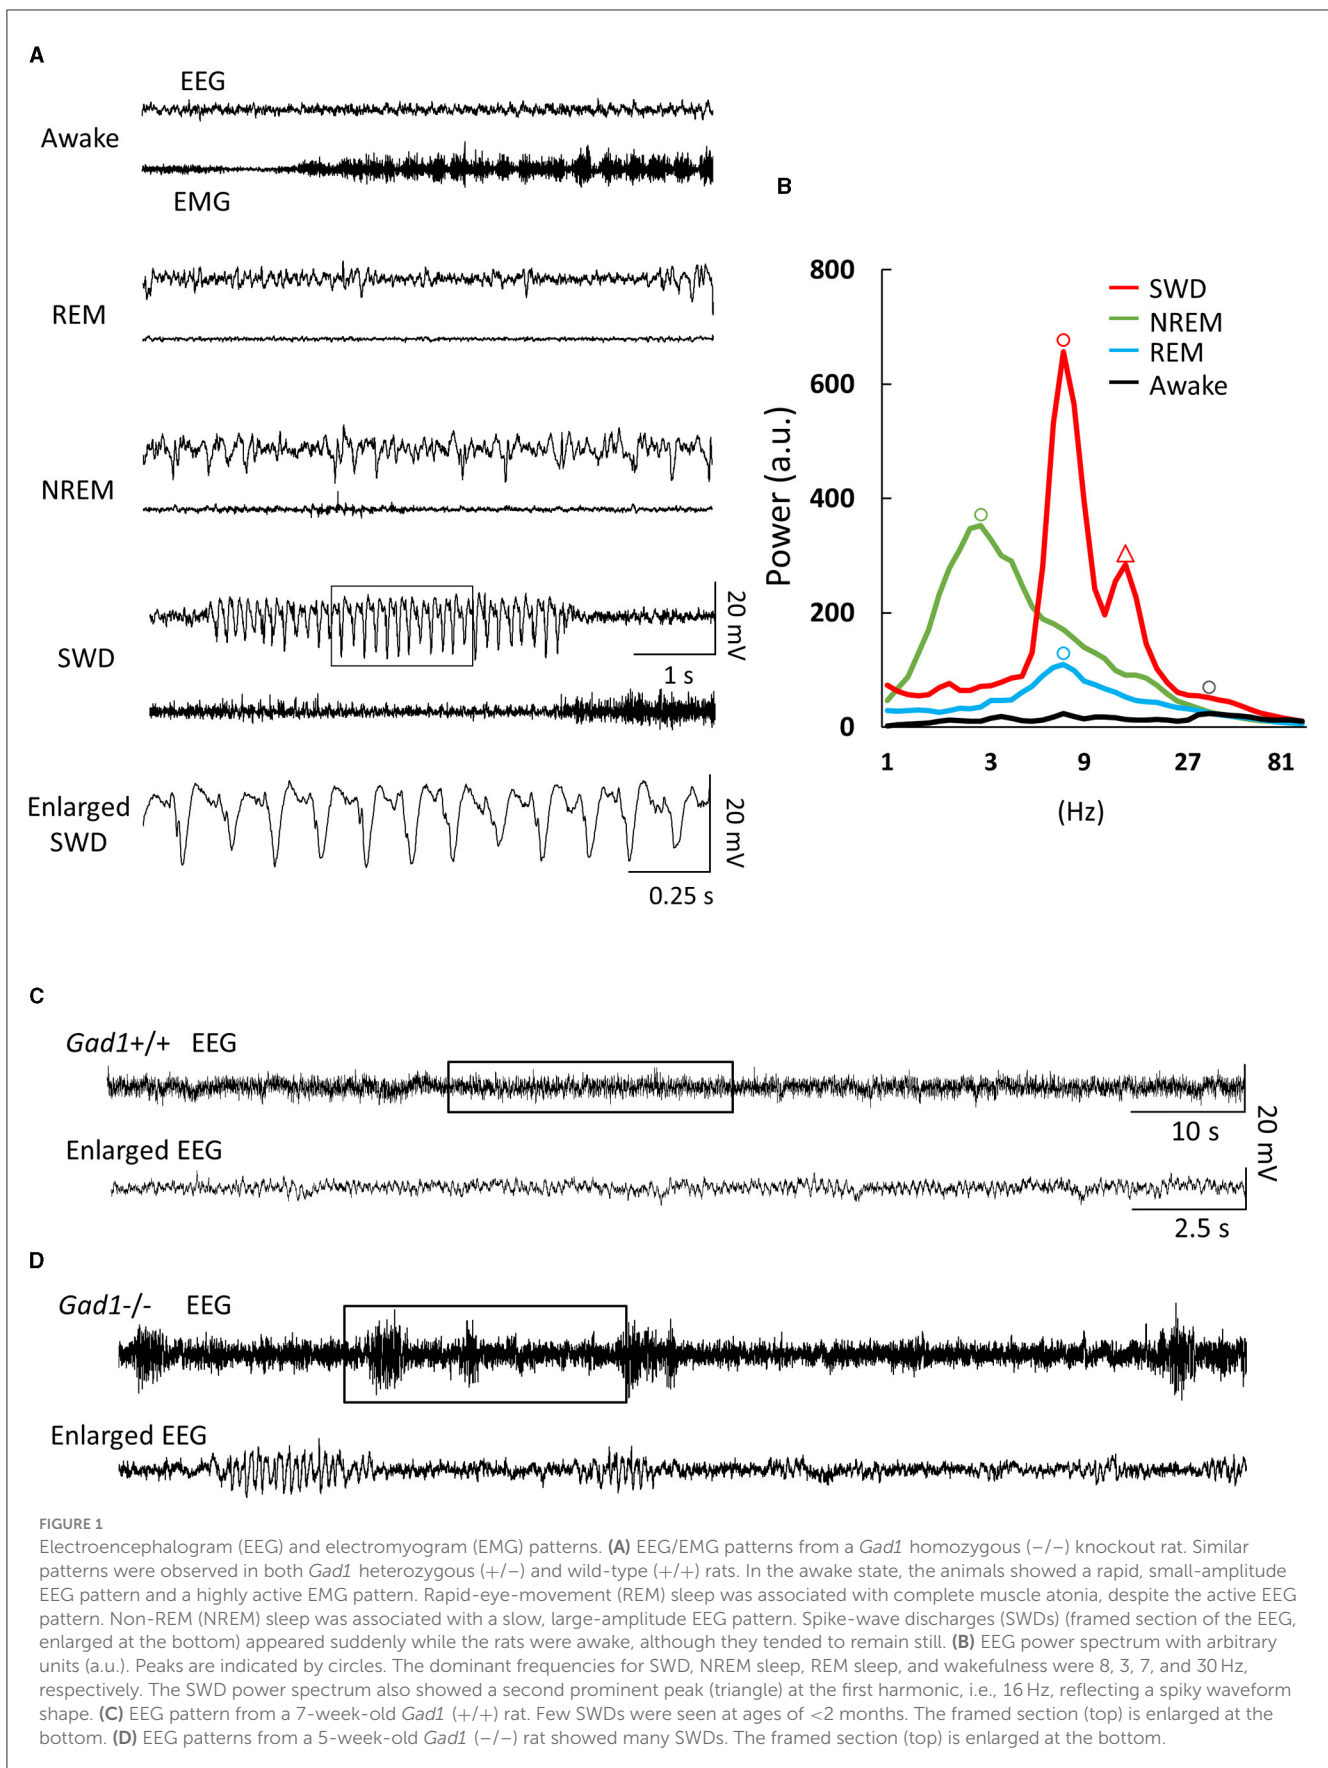 A
EEG
Awake
EMG
REM
NREM
SWD
20 mV
1 s
Enlarged
SWD
20 mV
0.25 s
B
800
600
400
200
0
Power (a.u.)
SWD
NREM
REM
Awake
1 3 9 27 81
(Hz)
C
Gad1+/+ EEG
10 s
20 mV
Enlarged EEG
2.5 s
D
Gad1-/- EEG
Enlarged EEG
FIGURE 1
Electroencephalogram (EEG) and electromyogram (EMG) patterns. (A) EEG/EMG patterns from a Gad1 homozygous (−/−) knockout rat. Similar
patterns were observed in both Gad1 heterozygous (+/−) and wild-type (+/+) rats. In the awake state, the animals showed a rapid, small-amplitude
EEG pattern and a highly active EMG pattern. Rapid-eye-movement (REM) sleep was associated with complete muscle atonia, despite the active EEG
pattern. Non-REM (NREM) sleep was associated with a slow, large-amplitude EEG pattern. Spike-wave discharges (SWDs) (framed section of the EEG,
enlarged at the bottom) appeared suddenly while the rats were awake, although they tended to remain still. (B) EEG power spectrum with arbitrary
units (a.u.). Peaks are indicated by circles. The dominant frequencies for SWD, NREM sleep, REM sleep, and wakefulness were 8, 3, 7, and 30 Hz,
respectively. The SWD power spectrum also showed a second prominent peak (triangle) at the first harmonic, i.e., 16 Hz, reflecting a spiky waveform
shape. (C) EEG pattern from a 7-week-old Gad1 (+/+) rat. Few SWDs were seen at ages of <2 months. The framed section (top) is enlarged at the
bottom. (D) EEG patterns from a 5-week-old Gad1 (−/−) rat showed many SWDs. The framed section (top) is enlarged at the bottom.